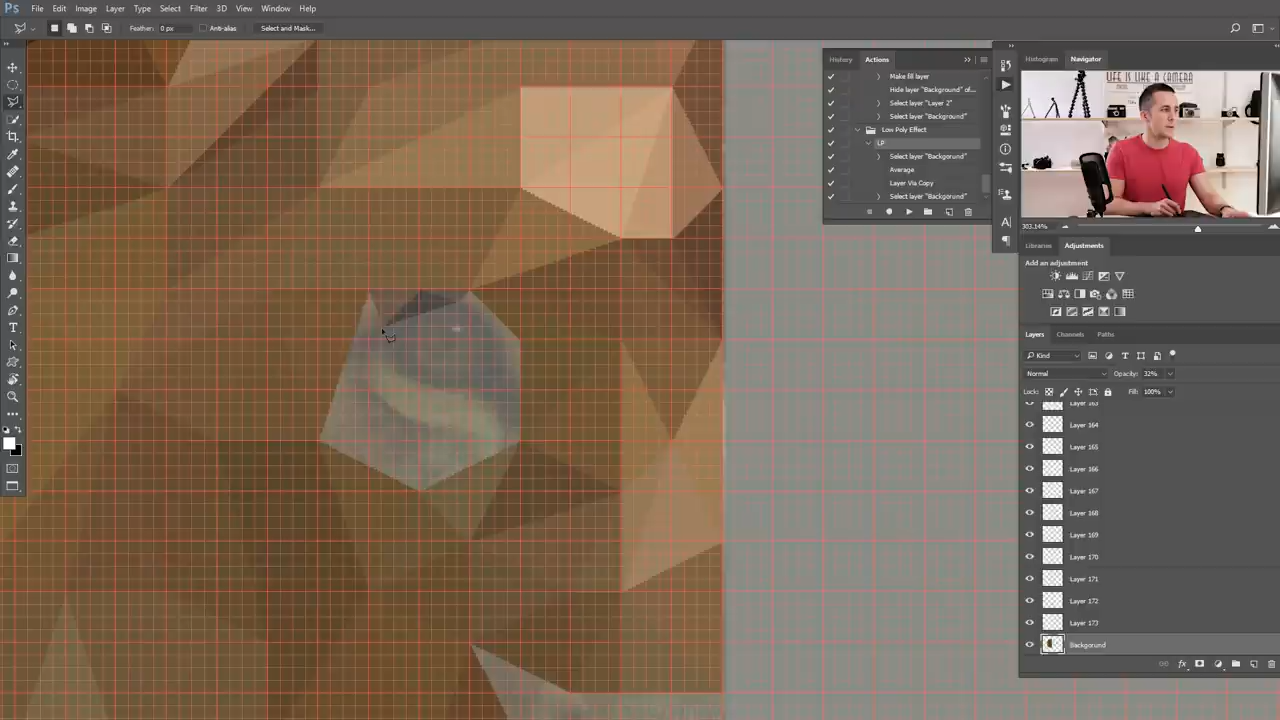 Ps File Edit Image Layer Type Select Filter 3D View Window Help
Feather: 0 px Anti-alias Select and Mask...
History Actions
Make fill layer
Hide layer "Background" of...
Select layer "Layer 2"
Select layer "Background"
Low Poly Effect
LP
Select layer "Background"
Average
Layer Via Copy
Select layer "Background"
Histogram Navigator
LIFE IS LIKE A CAMERA
303.14%
Libraries Adjustments
Add an adjustment
Layers Channels Paths
Kind
Normal Opacity: 32%
Lock: Fill: 100%
Layer 163
Layer 164
Layer 165
Layer 166
Layer 167
Layer 168
Layer 169
Layer 170
Layer 171
Layer 172
Layer 173
Background